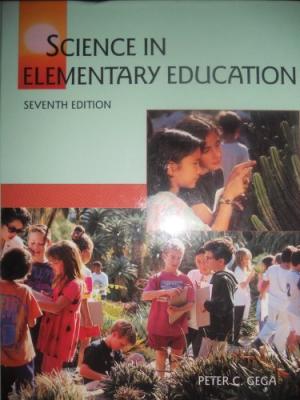 SCIENCE IN
ELEMENTARY EDUCATION
SEVENTH EDITION
PETER C. GEGA